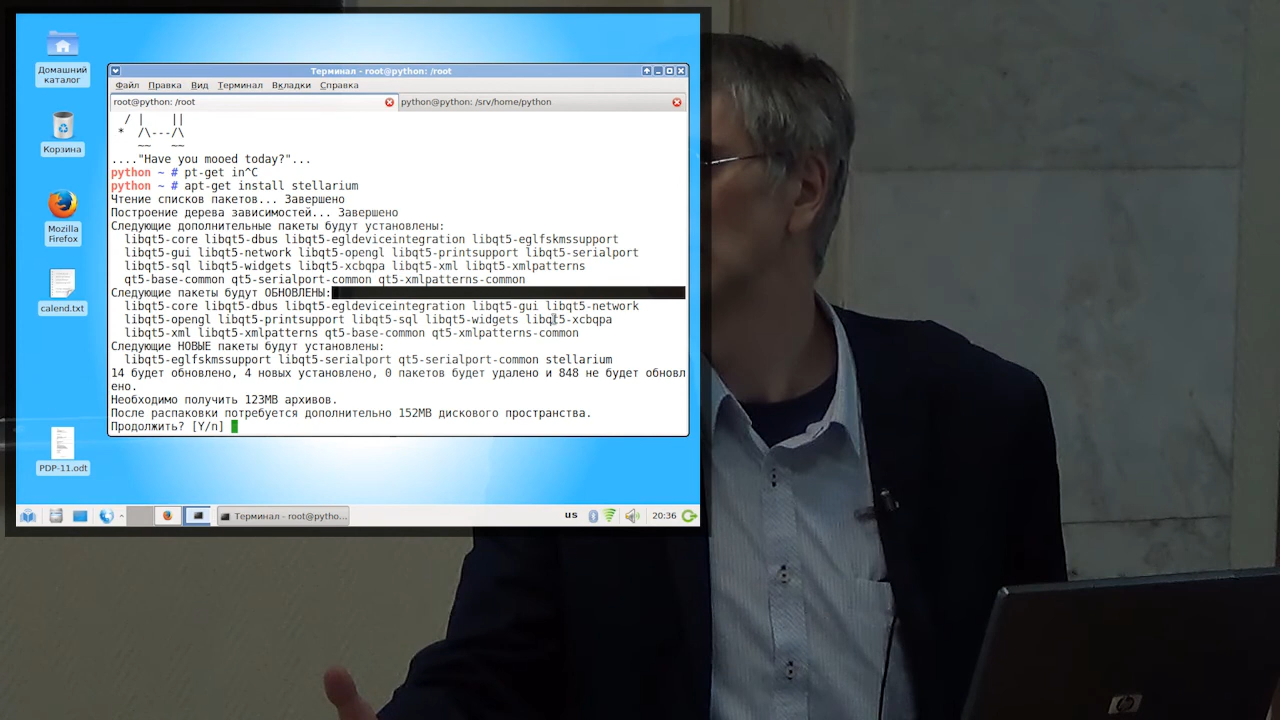 Домашний
каталог
Корзина
Mozilla
Firefox
calend.txt
PDP-11.odt
Терминал - root@python: /root
Файл Правка Вид Терминал Вкладки Справка
root@python: /root
python@python: /srv/home/python
/ | ||
* /\---/\
~~ ~~
...."Have you mooed today?"...
python ~ # pt-get in^C
python ~ # apt-get install stellarium
Чтение списков пакетов... Завершено
Построение дерева зависимостей... Завершено
Следующие дополнительные пакеты будут установлены:
libqt5-core libqt5-dbus libqt5-egldeviceintegration libqt5-eglfskmssupport
libqt5-gui libqt5-network libqt5-opengl libqt5-printsupport libqt5-serialport
libqt5-sql libqt5-widgets libqt5-xcbqpa libqt5-xml libqt5-xmlpatterns
qt5-base-common qt5-serialport-common qt5-xmlpatterns-common
Следующие пакеты будут ОБНОВЛЕНЫ:
libqt5-core libqt5-dbus libqt5-egldeviceintegration libqt5-gui libqt5-network
libqt5-opengl libqt5-printsupport libqt5-sql libqt5-widgets libqt5-xcbqpa
libqt5-xml libqt5-xmlpatterns qt5-base-common qt5-xmlpatterns-common
Следующие НОВЫЕ пакеты будут установлены:
libqt5-eglfskmssupport libqt5-serialport qt5-serialport-common stellarium
14 будет обновлено, 4 новых установлено, 0 пакетов будет удалено и 848 не будет обновл
ено.
Необходимо получить 123MB архивов.
После распаковки потребуется дополнительно 152MB дискового пространства.
Продолжить? [Y/n]
Терминал - root@pytho...
us
20:36
hp